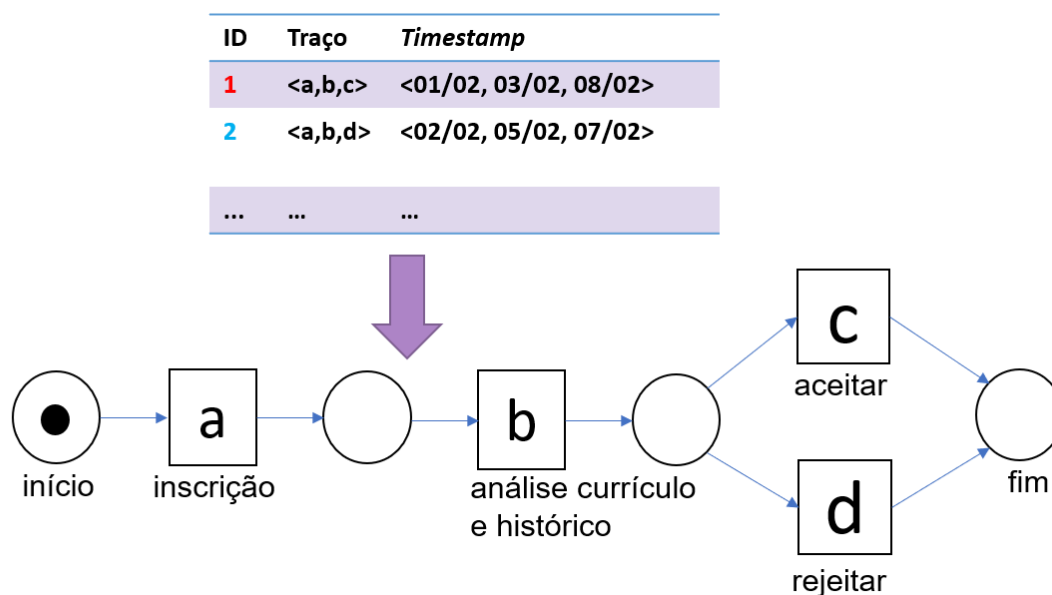 ID Traço Timestamp
1 <a,b,c> <01/02, 03/02, 08/02>
2 <a,b,d> <02/02, 05/02, 07/02>
... ... ...
c
aceitar
a
b
início
inscrição
análise currículo
e histórico
fim
d
rejeitar